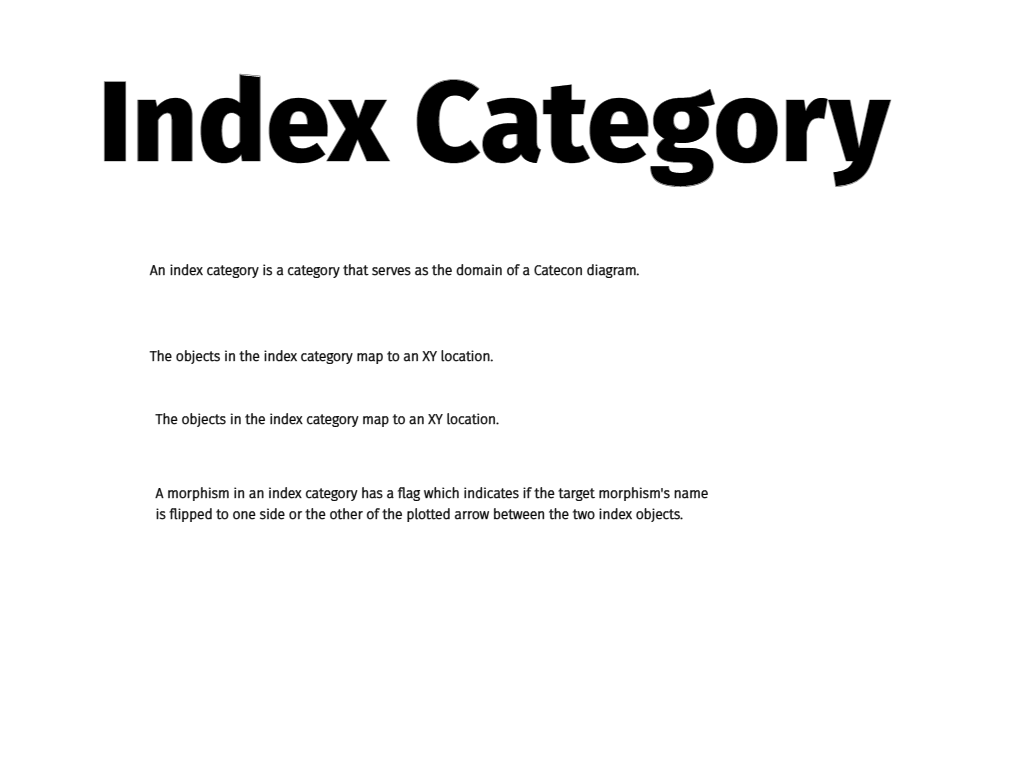 Index Category
An index category is a category that serves as the domain of a Catecon diagram.
The objects in the index category map to an XY location.
The objects in the index category map to an XY location.
A morphism in an index category has a flag which indicates if the target morphism's name
is flipped to one side or the other of the plotted arrow between the two index objects.